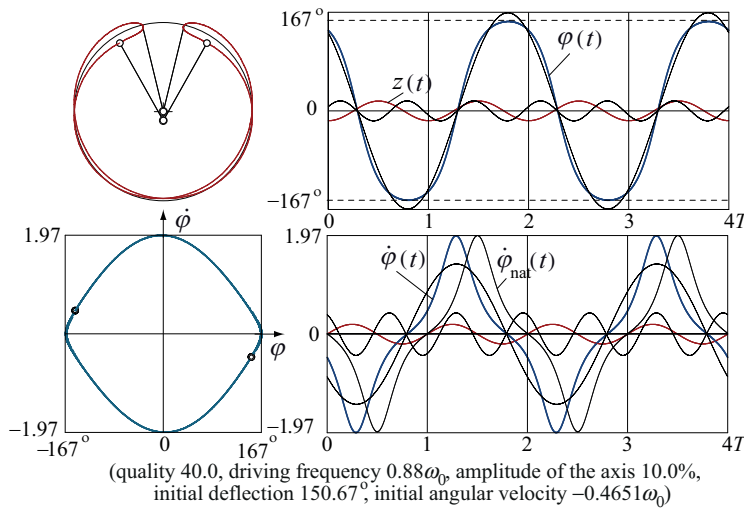 167°
φ(t)
z(t)
0
−167°
0 1 2 3 4T
φ̇
1.97
φ
−1.97
−167° 0 167°
1.97
φ̇(t)
φ̇nat(t)
0
−1.97
0 1 2 3 4T
(quality 40.0, driving frequency 0.88ω₀, amplitude of the axis 10.0%,
initial deflection 150.67°, initial angular velocity −0.4651ω₀)